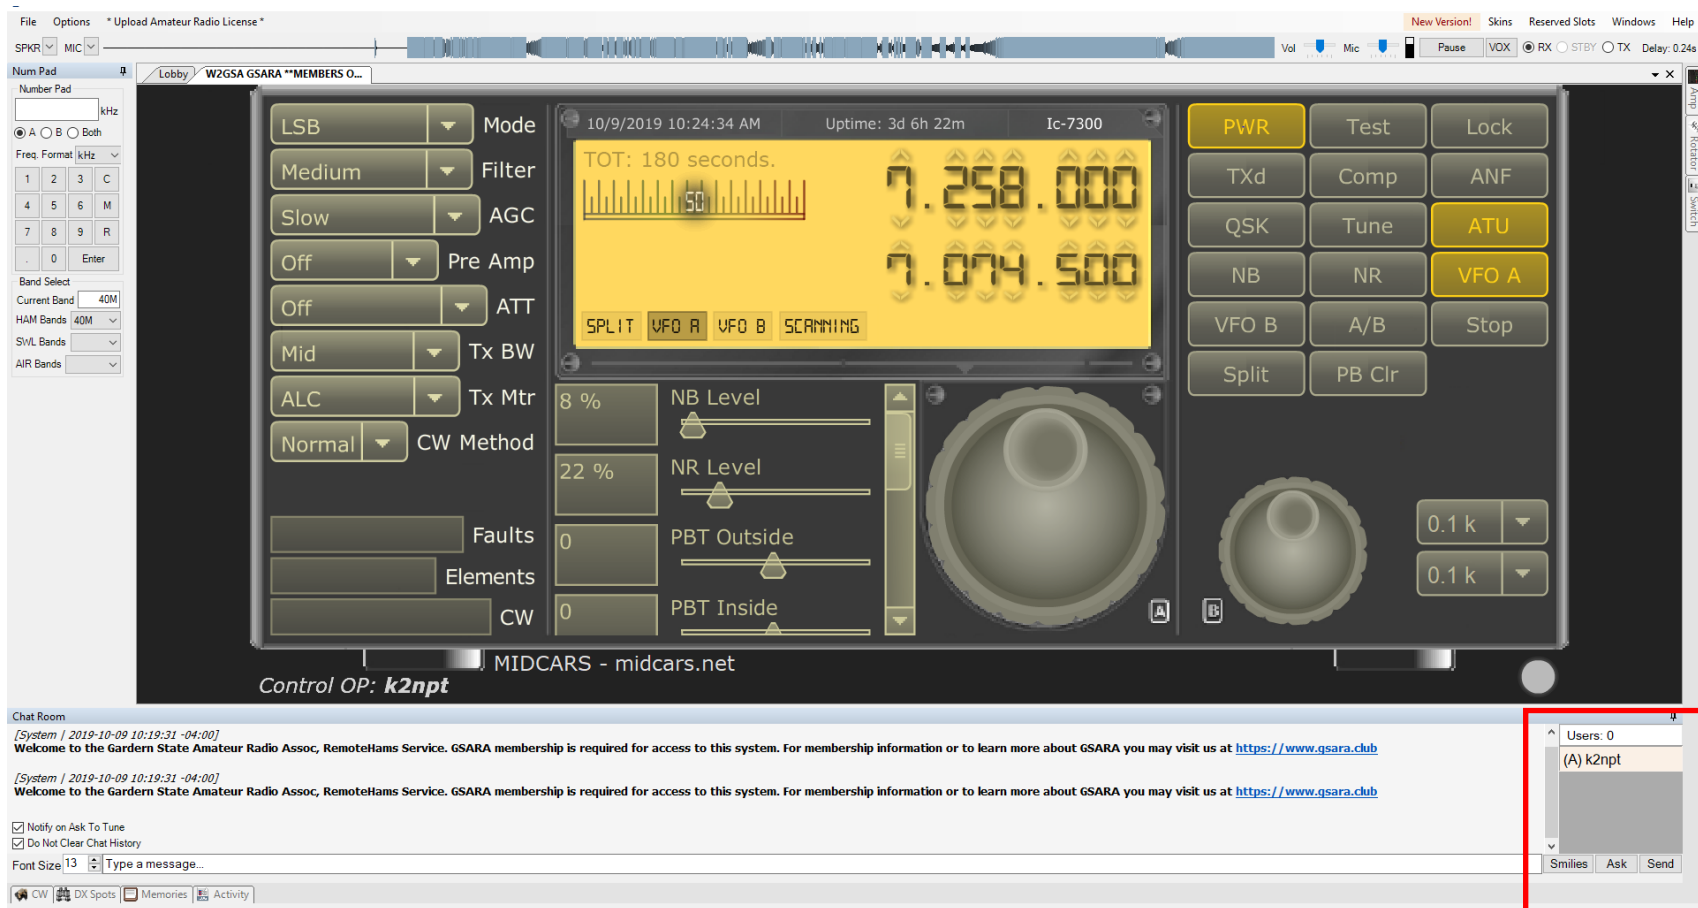 File Options * Upload Amateur Radio License * New Version! Skins Reserved Slots Windows Help
SPKR MIC Vol Mic Pause VOX RX STBY TX Delay: 0.24s
Num Pad
Lobby W2GSA GSARA **MEMBERS O...
Number Pad
kHz
A B Both
Freq. Format kHz
1 2 3 C
4 5 6 M
7 8 9 R
. 0 Enter
Band Select
Current Band 40M
HAM Bands 40M
SWL Bands
AIR Bands
LSB Mode
Medium Filter
Slow AGC
Off Pre Amp
Off ATT
Mid Tx BW
ALC Tx Mtr
Normal CW Method
Faults
Elements
CW
10/9/2019 10:24:34 AM Uptime: 3d 6h 22m Ic-7300
TOT: 180 seconds.
50
7.258.000
7.074.500
SPLIT VFO A VFO B SCANNING
8 % NB Level
22 % NR Level
0 PBT Outside
0 PBT Inside
A B
PWR Test Lock
TXd Comp ANF
QSK Tune ATU
NB NR VFO A
VFO B A/B Stop
Split PB Clr
0.1 k
0.1 k
Amp
Rotator
Switch
MIDCARS - midcars.net
Control OP: k2npt
Chat Room
[System / 2019-10-09 10:19:31 -04:00]
Welcome to the Gardern State Amateur Radio Assoc, RemoteHams Service. GSARA membership is required for access to this system. For membership information or to learn more about GSARA you may visit us at https://www.gsara.club
[System / 2019-10-09 10:19:31 -04:00]
Welcome to the Gardern State Amateur Radio Assoc, RemoteHams Service. GSARA membership is required for access to this system. For membership information or to learn more about GSARA you may visit us at https://www.gsara.club
Users: 0
(A) k2npt
Notify on Ask To Tune
Do Not Clear Chat History
Font Size 13 Type a message... Smilies Ask Send
CW DX Spots Memories Activity